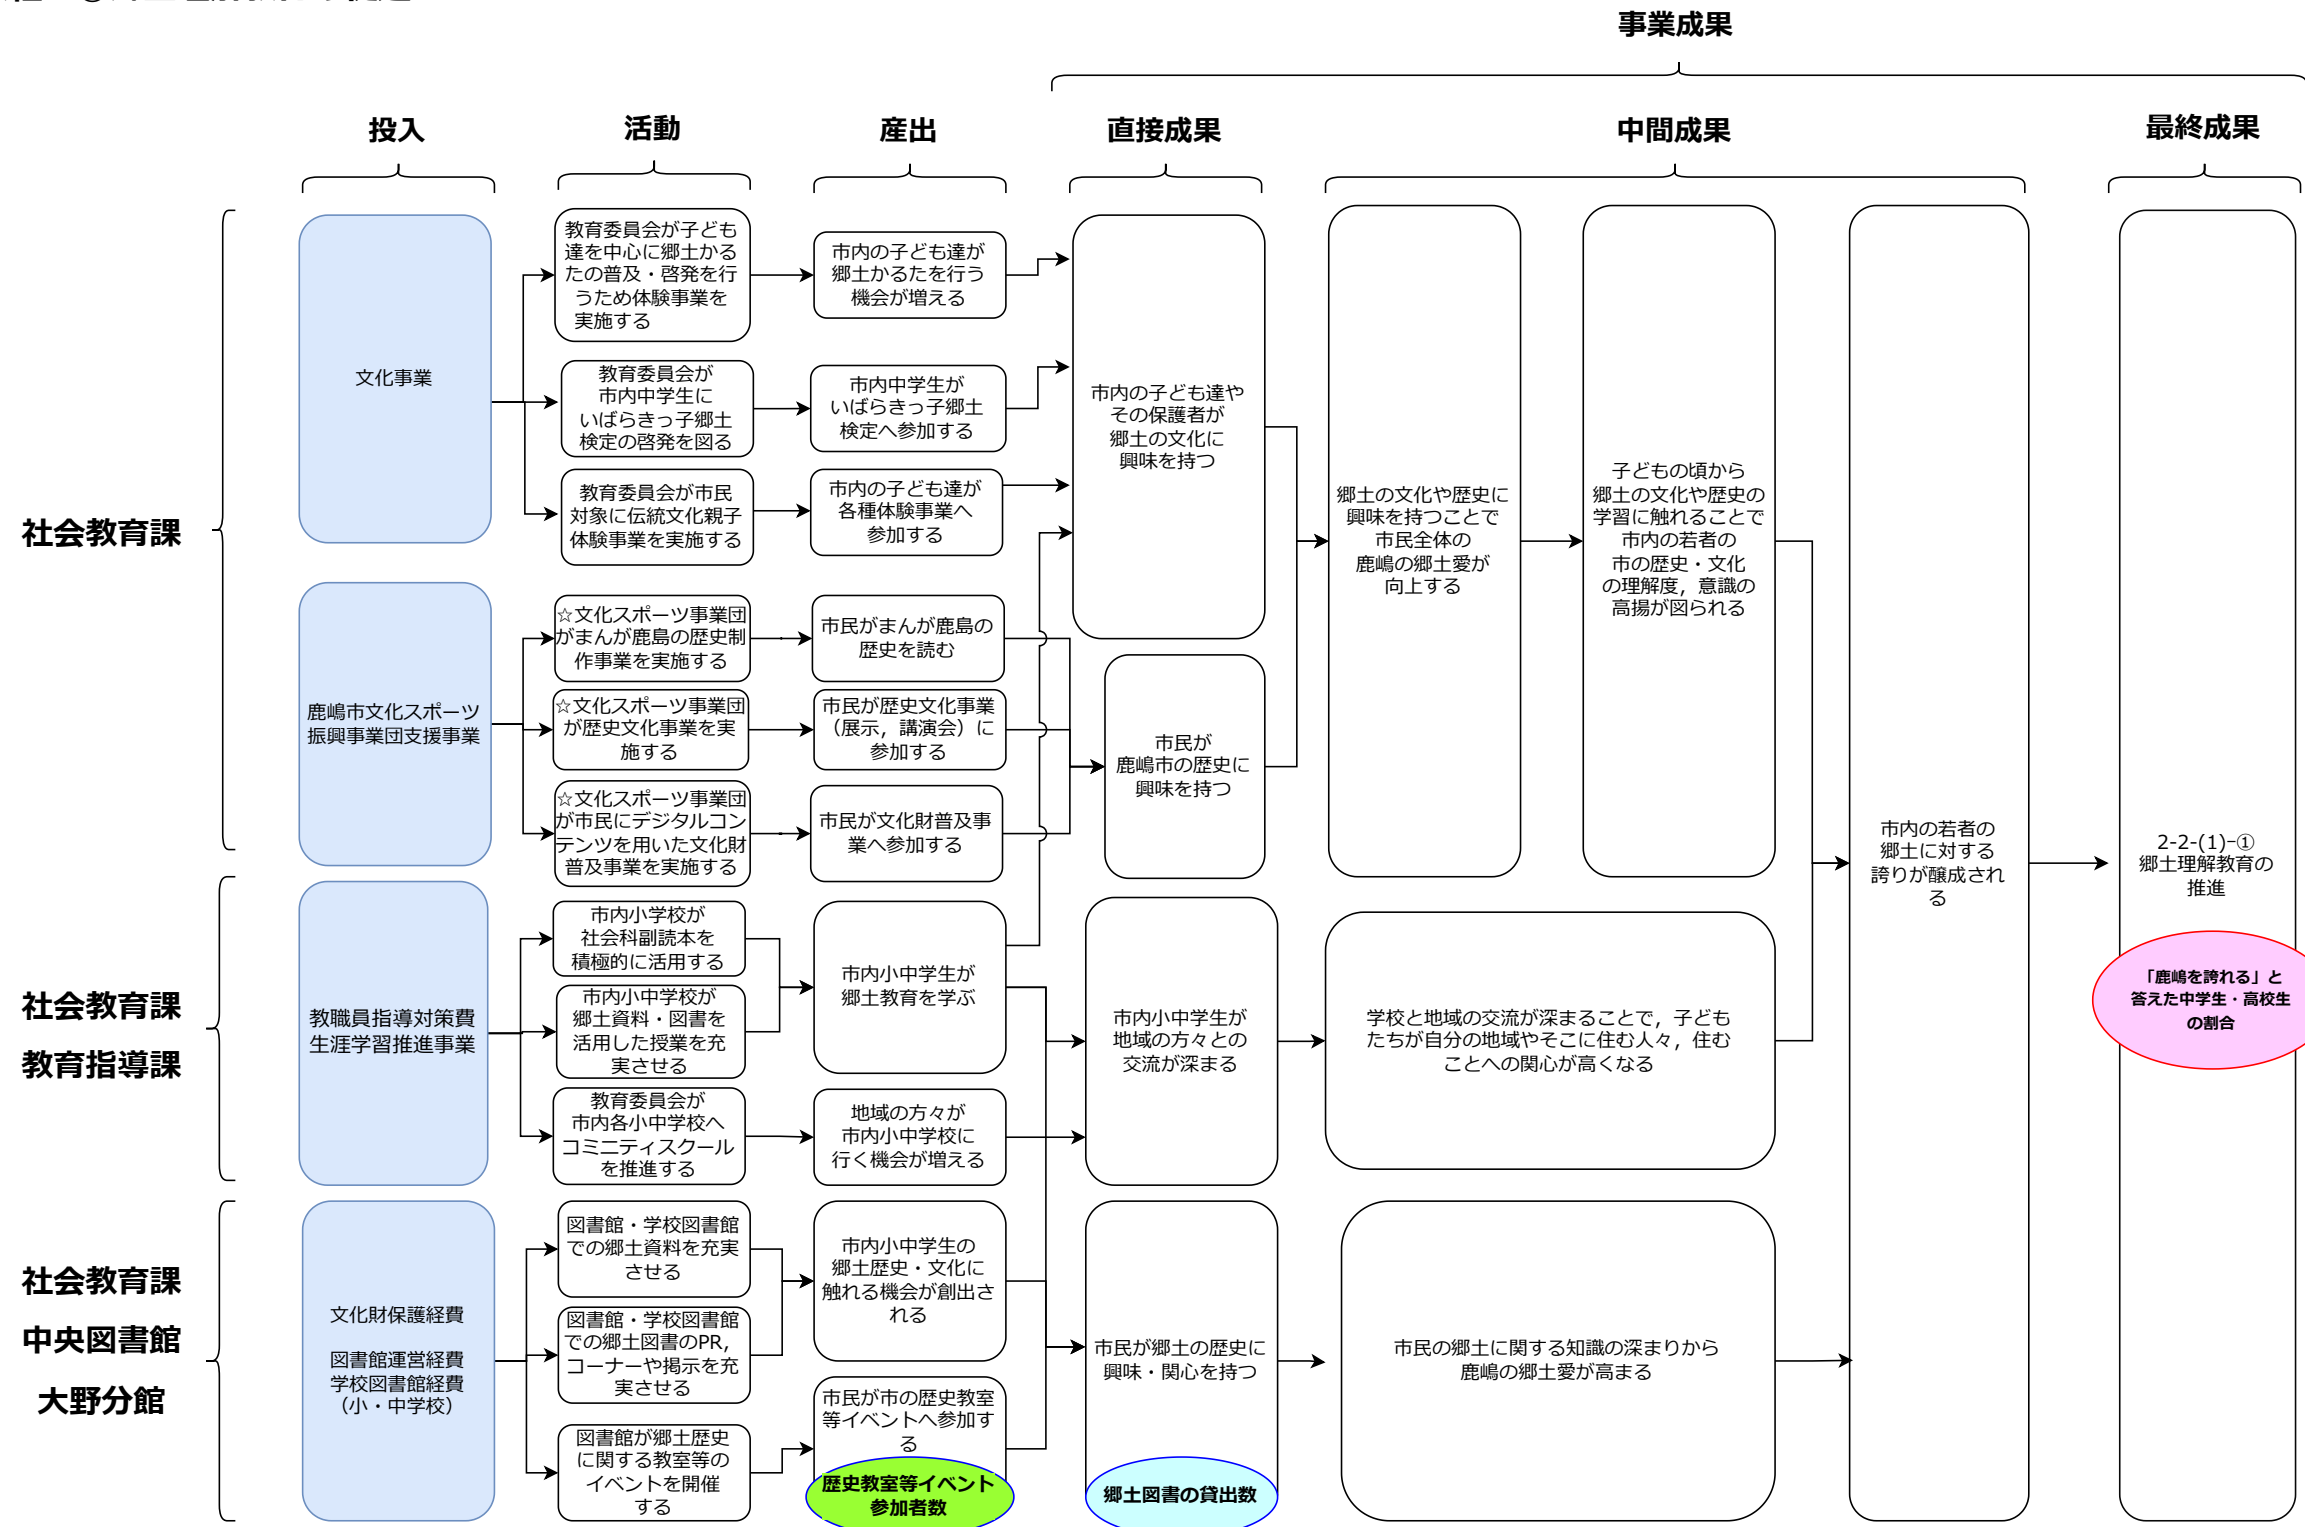 事業成果
投入
活動
産出
直接成果
中間成果
最終成果
社会教育課
文化事業
教育委員会が子ども
達を中心に郷土かる
たの普及・啓発を行
うため体験事業を
実施する
市内の子ども達が
郷土かるたを行う
機会が増える
教育委員会が
市内中学生に
いばらきっ子郷土
検定の啓発を図る
市内中学生が
いばらきっ子郷土
検定へ参加する
教育委員会が市民
対象に伝統文化親子
体験事業を実施する
市内の子ども達が
各種体験事業へ
参加する
市内の子ども達や
その保護者が
郷土の文化に
興味を持つ
郷土の文化や歴史に
興味を持つことで
市民全体の
鹿嶋の郷土愛が
向上する
子どもの頃から
郷土の文化や歴史の
学習に触れることで
市内の若者の
市の歴史・文化
の理解度，意識の
高揚が図られる
鹿嶋市文化スポーツ
振興事業団支援事業
☆文化スポーツ事業団
がまんが鹿島の歴史制
作事業を実施する
市民がまんが鹿島の
歴史を読む
☆文化スポーツ事業団
が歴史文化事業を実
施する
市民が歴史文化事業
（展示，講演会）に
参加する
☆文化スポーツ事業団
が市民にデジタルコン
テンツを用いた文化財
普及事業を実施する
市民が文化財普及事
業へ参加する
市民が
鹿嶋市の歴史に
興味を持つ
市内の若者の
郷土に対する
誇りが醸成され
る
2-2-(1)-①
郷土理解教育の
推進
「鹿嶋を誇れる」と
答えた中学生・高校生
の割合
社会教育課
教育指導課
教職員指導対策費
生涯学習推進事業
市内小学校が
社会科副読本を
積極的に活用する
市内小中学校が
郷土資料・図書を
活用した授業を充
実させる
市内小中学生が
郷土教育を学ぶ
教育委員会が
市内各小中学校へ
コミニティスクール
を推進する
地域の方々が
市内小中学校に
行く機会が増える
市内小中学生が
地域の方々との
交流が深まる
学校と地域の交流が深まることで，子ども
たちが自分の地域やそこに住む人々，住む
ことへの関心が高くなる
社会教育課
中央図書館
大野分館
文化財保護経費
図書館運営経費
学校図書館経費
（小・中学校）
図書館・学校図書館
での郷土資料を充実
させる
図書館・学校図書館
での郷土図書のPR，
コーナーや掲示を充
実させる
市内小中学生の
郷土歴史・文化に
触れる機会が創出さ
れる
図書館が郷土歴史
に関する教室等の
イベントを開催
する
市民が市の歴史教室
等イベントへ参加す
る
歴史教室等イベント
参加者数
市民が郷土の歴史に
興味・関心を持つ
郷土図書の貸出数
市民の郷土に関する知識の深まりから
鹿嶋の郷土愛が高まる